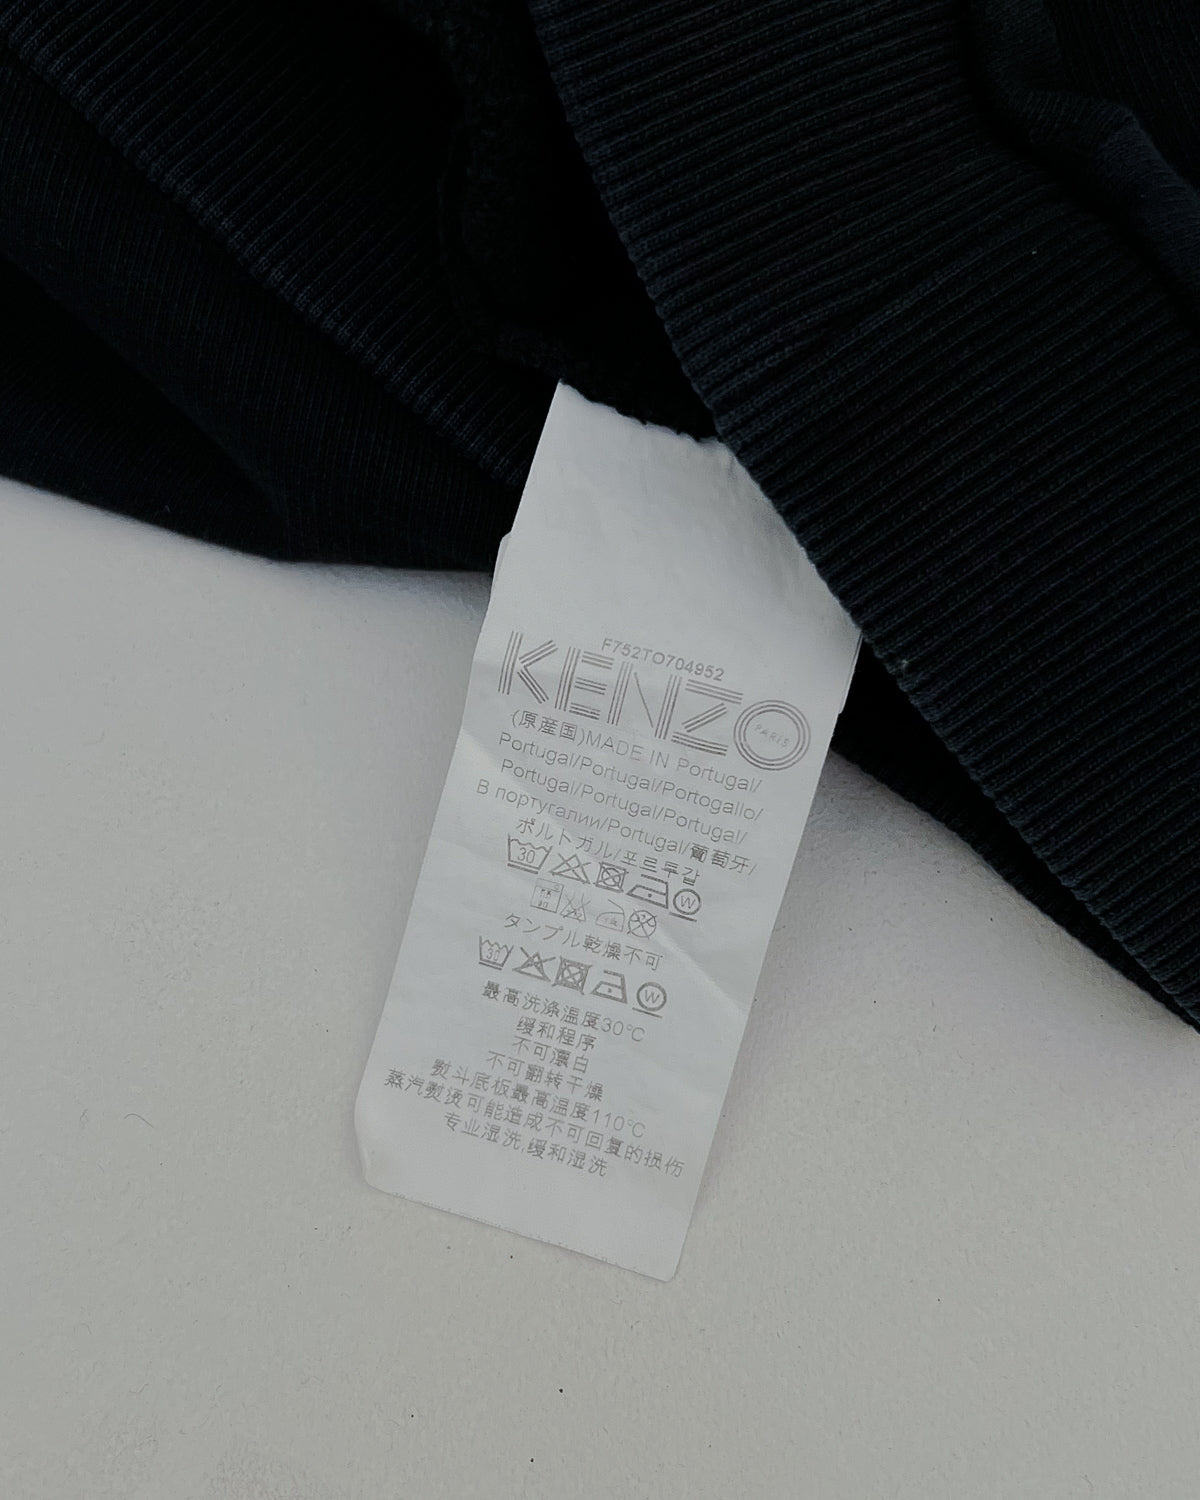 F752TO704952
KENZO
PARIS
(原産国)MADE IN Portugal/
Portugal/Portugal/Portogallo/
Portugal/Portugal/Portugal/
В португалии/Portugal/葡萄牙/
ポルトガル/포르투갈
30 W
タンブル乾燥不可
30 W
最高洗涤温度30℃
缓和程序
不可漂白
不可翻转干燥
熨斗底板最高温度110℃
蒸汽熨烫可能造成不可回复的损伤
专业湿洗,缓和湿洗